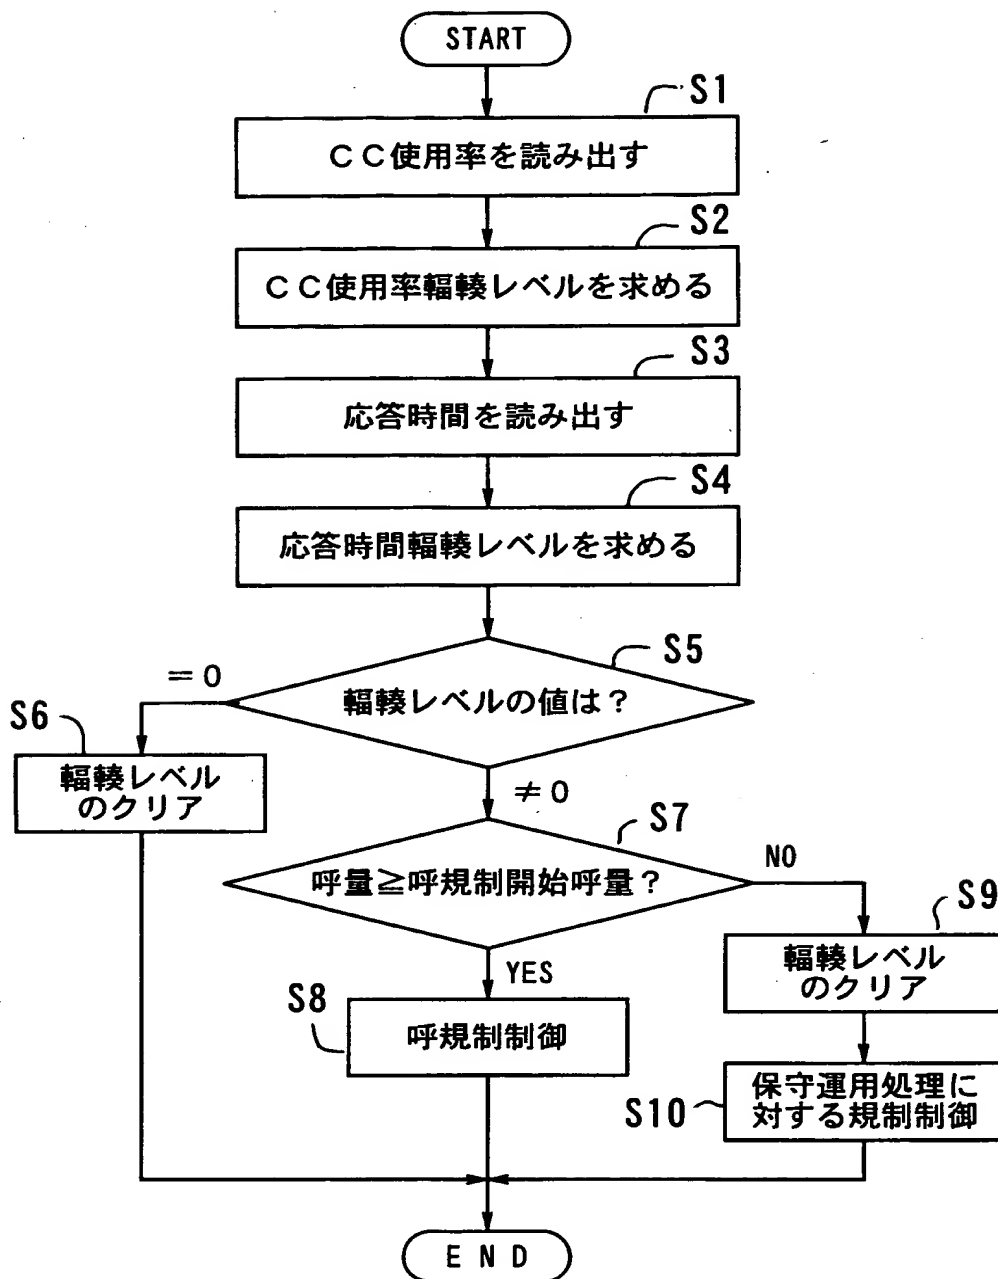 START
S1
ＣＣ使用率を読み出す
S2
ＣＣ使用率輻輳レベルを求める
S3
応答時間を読み出す
S4
応答時間輻輳レベルを求める
S5
＝０
輻輳レベルの値は？
S6
輻輳レベル
のクリア
≠０
S7
呼量≧呼規制開始呼量？
NO
S9
輻輳レベル
のクリア
YES
S8
呼規制制御
S10
保守運用処理に
対する規制制御
ＥＮＤ